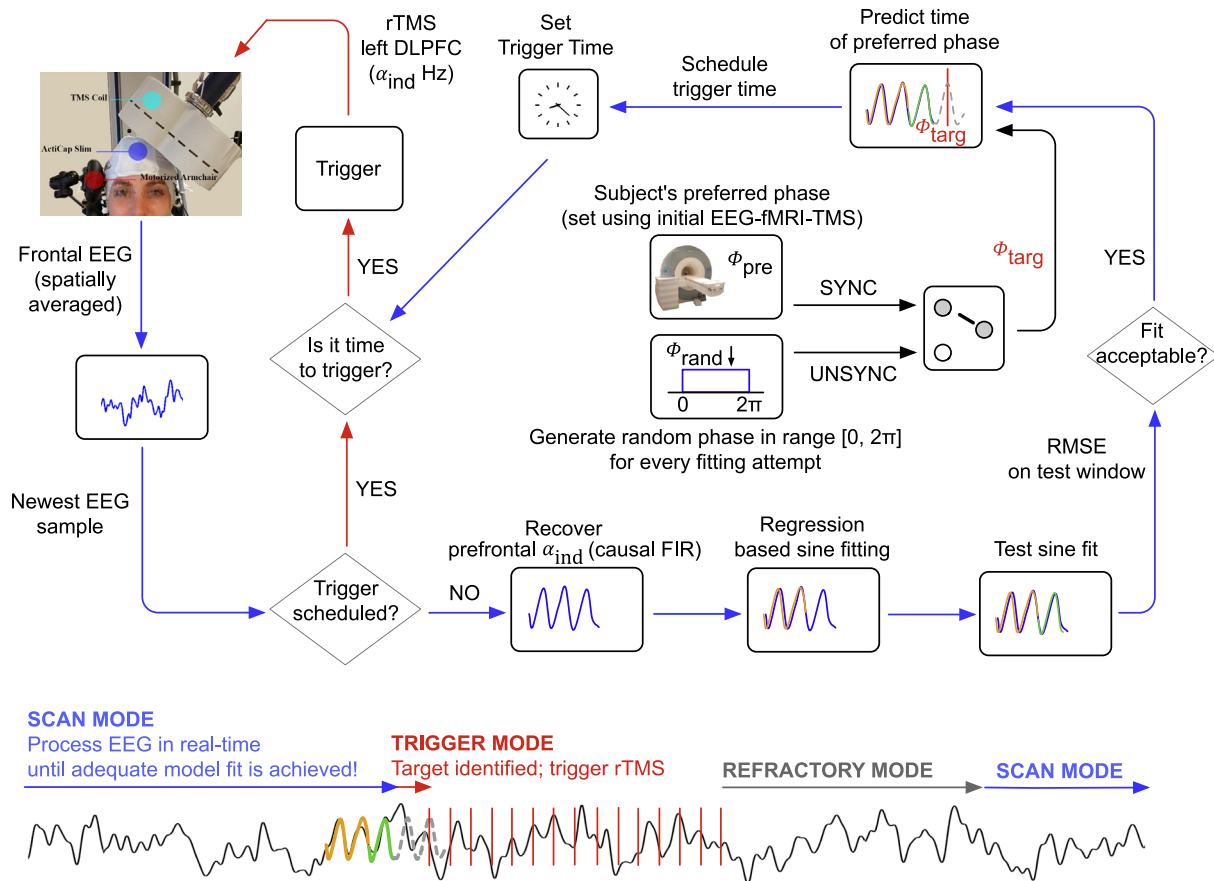 rTMS
left DLPFC
(αind Hz)
Set
Trigger Time
Predict time
of preferred phase
Schedule
trigger time
TMS Coil
ActiCap Slim
Motorized Armchair
Trigger
Φtarg
Subject's preferred phase
(set using initial EEG-fMRI-TMS)
Φpre
Φtarg
Frontal EEG
(spatially
averaged)
YES
SYNC
YES
Is it time
to trigger?
Φrand
0 2π
UNSYNC
Fit
acceptable?
Generate random phase in range [0, 2π]
for every fitting attempt
RMSE
on test window
Newest EEG
sample
YES
Recover
prefrontal αind (causal FIR)
Regression
based sine fitting
Test sine fit
Trigger
scheduled?
NO
SCAN MODE
Process EEG in real-time
until adequate model fit is achieved!
TRIGGER MODE
Target identified; trigger rTMS
REFRACTORY MODE
SCAN MODE